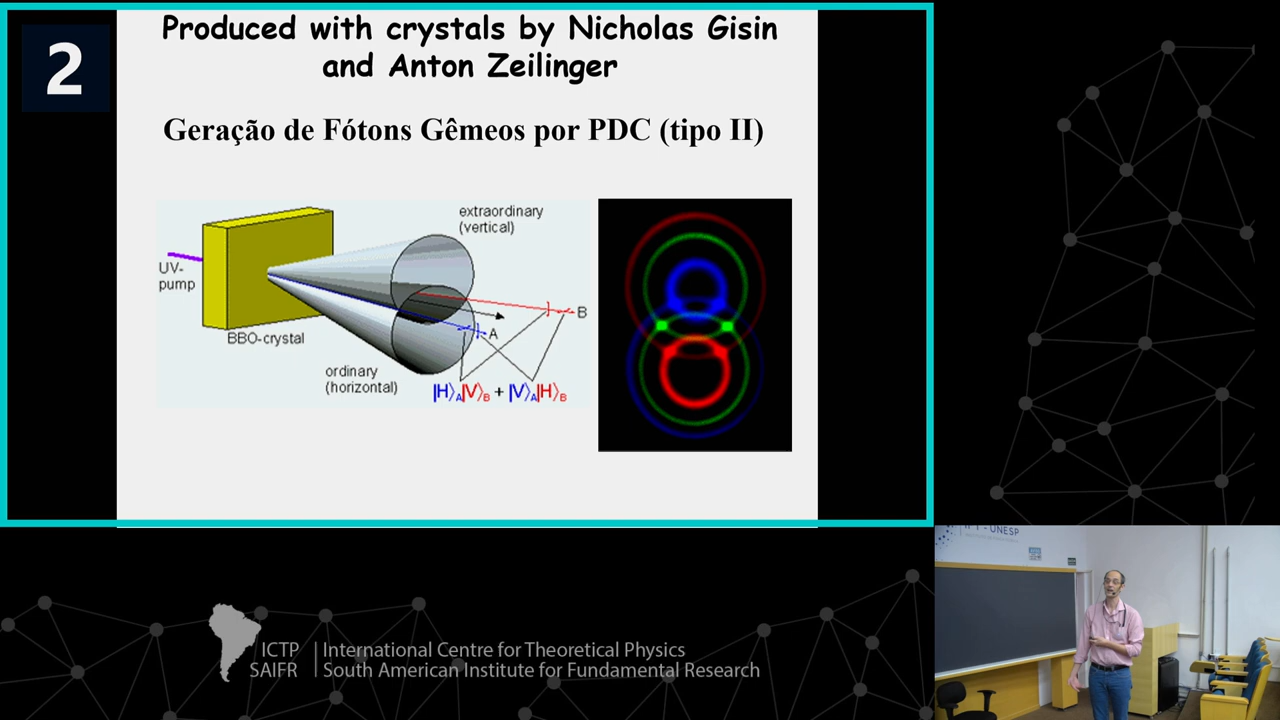 2
Produced with crystals by Nicholas Gisin
and Anton Zeilinger
Geração de Fótons Gêmeos por PDC (tipo II)
extraordinary
(vertical)
UV-
pump
BBO-crystal
B
A
ordinary
(horizontal)
|H⟩A|V⟩B + |V⟩A|H⟩B
UNESP
ICTP
SAIFR
International Centre for Theoretical Physics
South American Institute for Fundamental Research